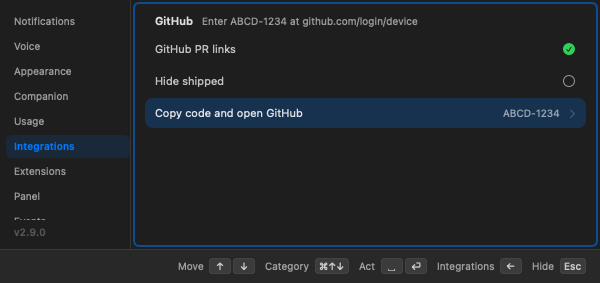 Notifications
Voice
Appearance
Companion
Usage
Integrations
Extensions
Panel
v2.9.0
GitHub Enter ABCD-1234 at github.com/login/device
GitHub PR links
Hide shipped
Copy code and open GitHub ABCD-1234
Move ↑ ↓ Category ⌘↑↓ Act ⎵ ↩ Integrations ← Hide Esc